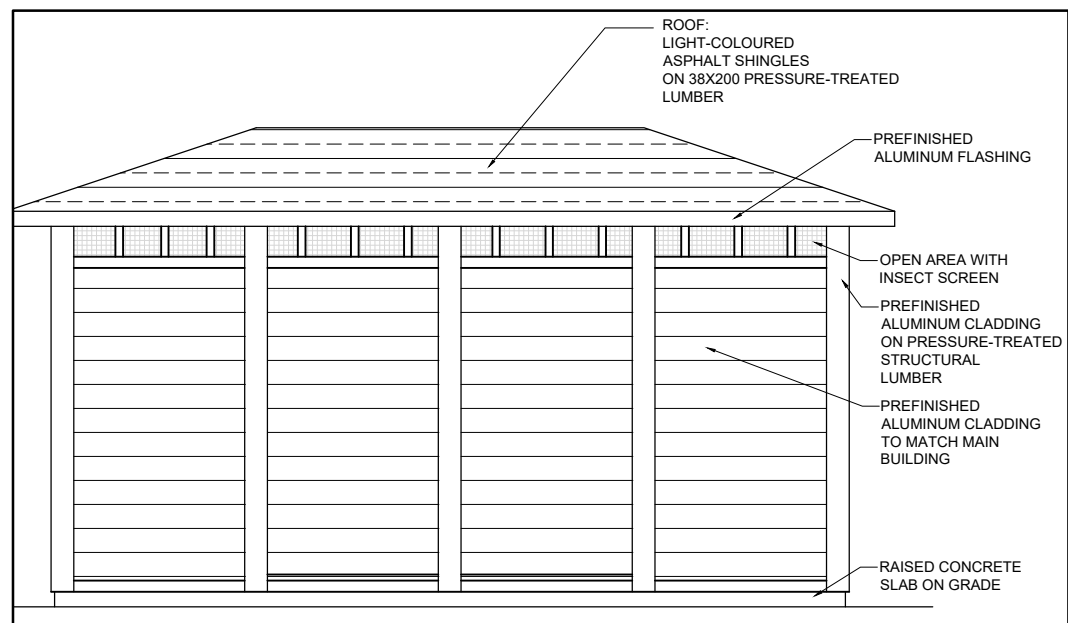 ROOF:
LIGHT-COLOURED
ASPHALT SHINGLES
ON 38X200 PRESSURE-TREATED
LUMBER
PREFINISHED
ALUMINUM FLASHING
OPEN AREA WITH
INSECT SCREEN
PREFINISHED
ALUMINUM CLADDING
ON PRESSURE-TREATED
STRUCTURAL
LUMBER
PREFINISHED
ALUMINUM CLADDING
TO MATCH MAIN
BUILDING
RAISED CONCRETE
SLAB ON GRADE